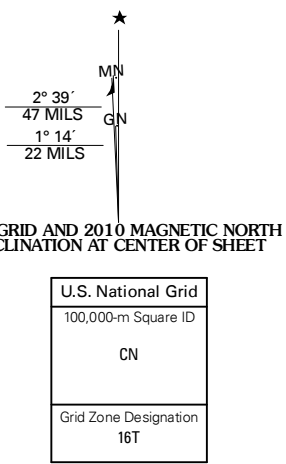 ★
MN
2° 39´
47 MILS
GN
1° 14´
22 MILS
GRID AND 2010 MAGNETIC NORTH
CLINATION AT CENTER OF SHEET
U.S. National Grid
100,000-m Square ID
CN
Grid Zone Designation
16T